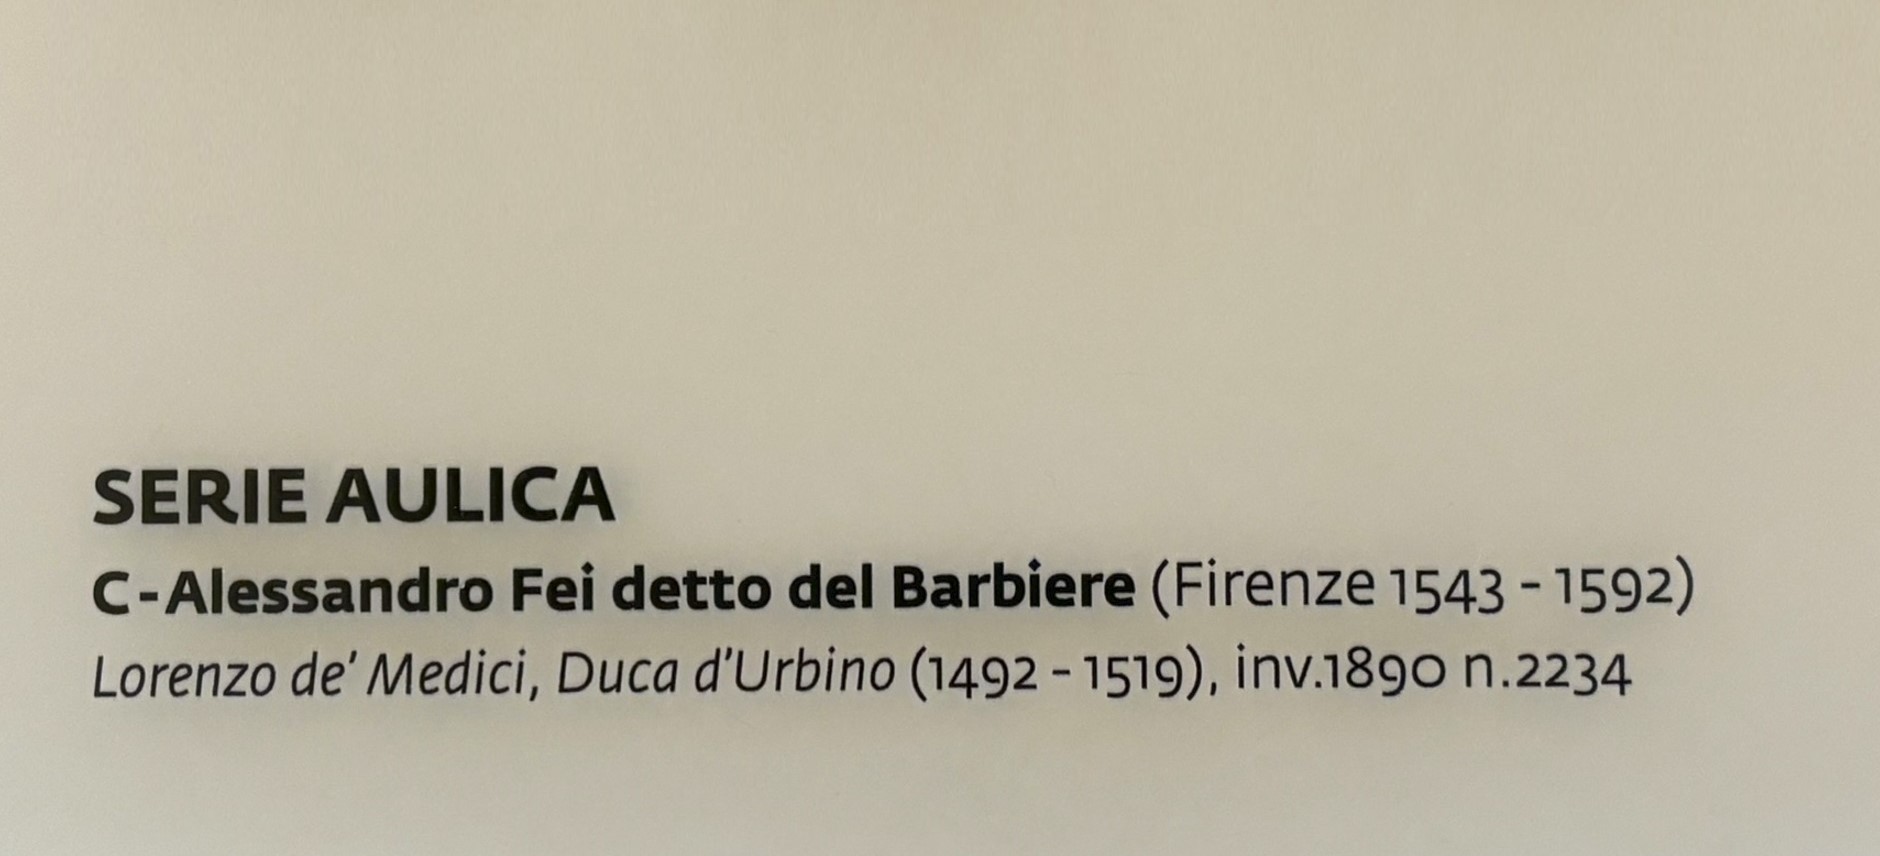 SERIE AULICA
C-Alessandro Fei detto del Barbiere (Firenze 1543 - 1592)
Lorenzo de' Medici, Duca d'Urbino (1492 - 1519), inv.1890 n.2234